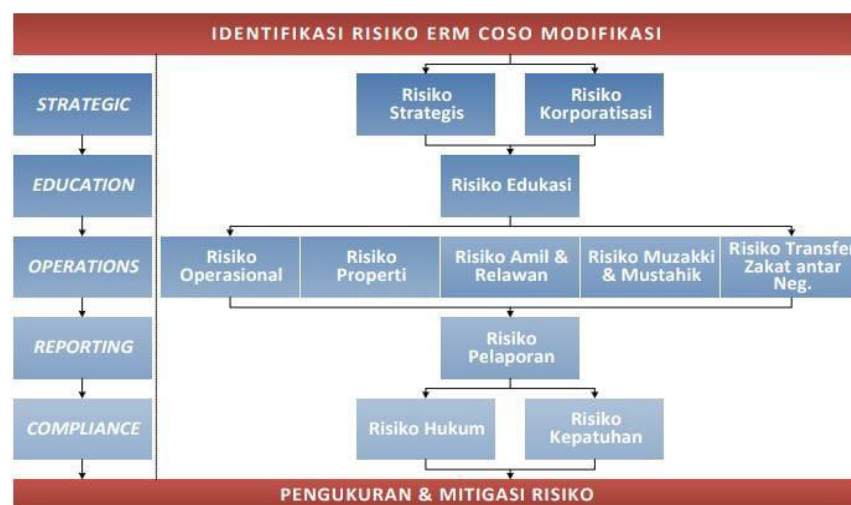 IDENTIFIKASI RISIKO ERM COSO MODIFIKASI
STRATEGIC
Risiko
Strategis
Risiko
Korporatisasi
EDUCATION
Risiko Edukasi
OPERATIONS
Risiko
Operasional
Risiko
Properti
Risiko Amil &
Relawan
Risiko Muzakki
& Mustahik
Risiko Transfer
Zakat antar
Neg.
REPORTING
Risiko
Pelaporan
COMPLIANCE
Risiko Hukum
Risiko
Kepatuhan
PENGUKURAN & MITIGASI RISIKO